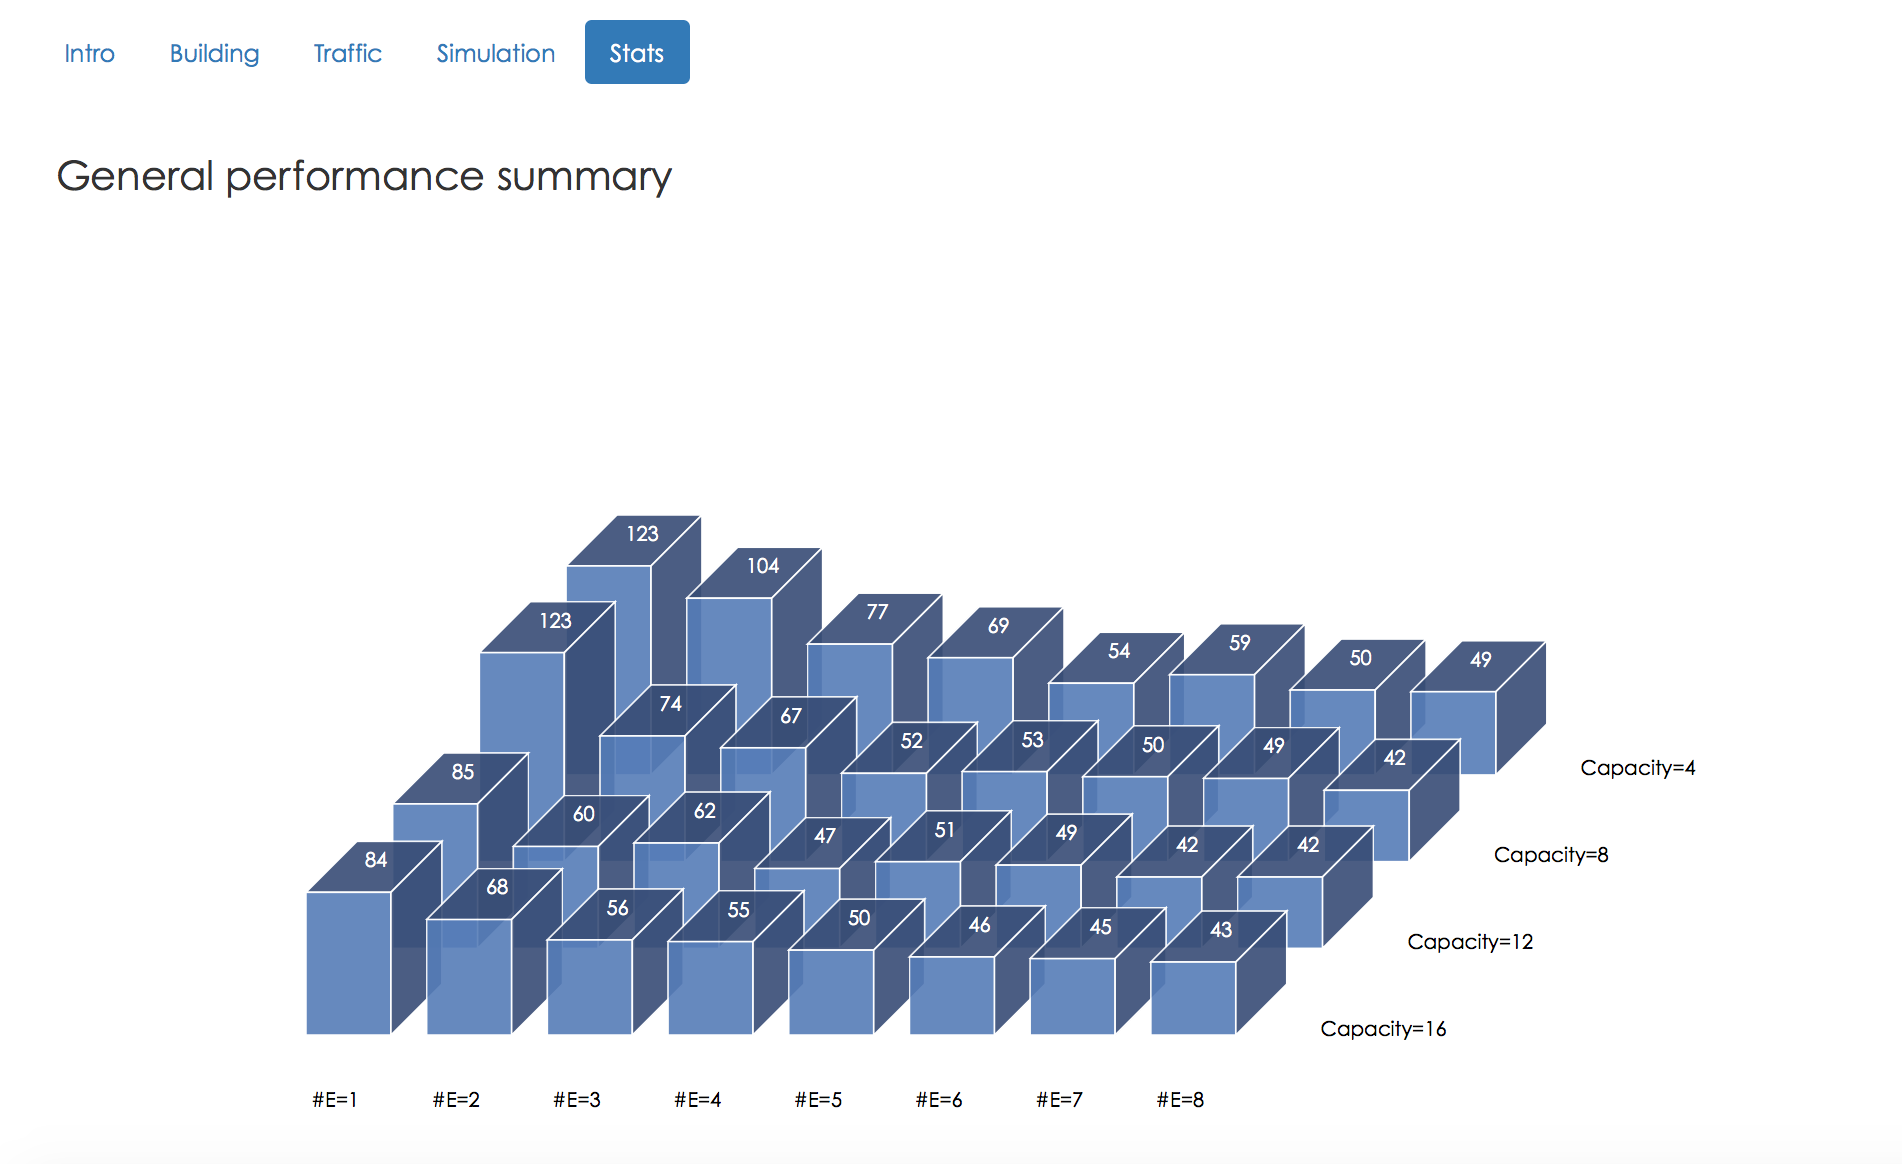 Intro Building Traffic Simulation Stats
General performance summary
123 104 77 69 54 59 50 49
Capacity=4
123 74 67 52 53 50 49 42
Capacity=8
85 60 62 47 51 49 42 42
Capacity=12
84 68 56 55 50 46 45 43
Capacity=16
#E=1 #E=2 #E=3 #E=4 #E=5 #E=6 #E=7 #E=8